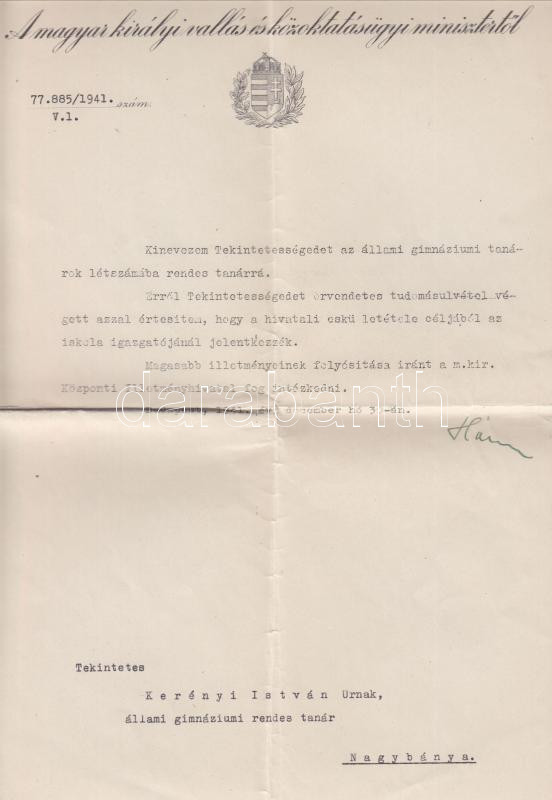 A magyar királyi vallás és közoktatásügyi minisztertől
77.885/1941. szám.
V.1.
Kinevezem Tekintetességedet az állami gimnáziumi taná-
rok létszámába rendes tanárrá.
Erről Tekintetességedet örvendetes tudomásulvétel vé-
gett azzal értesitem, hogy a hivatali eskü letétele céljából az
iskola igazgatójánál jelentkezzék.
Magasabb illetményeinek folyósitása iránt a m.kir.
Központi Illetményhivatal fog intézkedni.
december hó -án.
darabanth
Tekintetes
Kerényi István Urnak,
állami gimnáziumi rendes tanár
Nagybánya.